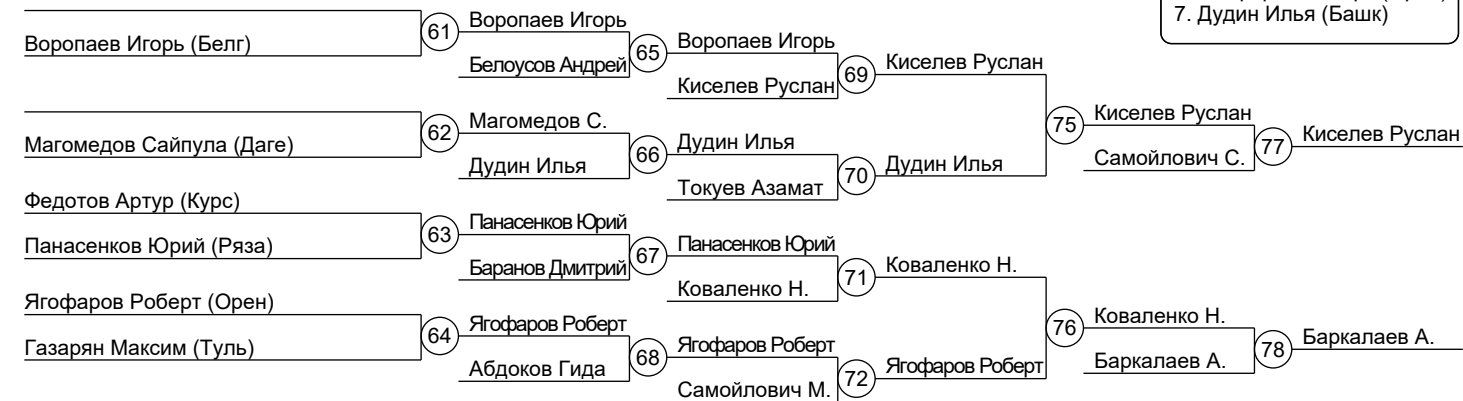 7. Дудин Илья (Башк)
Воропаев Игорь (Белг)
61
Воропаев Игорь
Белоусов Андрей
65
Воропаев Игорь
Киселев Руслан
69
Киселев Руслан
Магомедов Сайпула (Даге)
62
Магомедов С.
Дудин Илья
66
Дудин Илья
Токуев Азамат
70
Дудин Илья
75
Киселев Руслан
Самойлович С.
77
Киселев Руслан
Федотов Артур (Курс)
Панасенков Юрий (Ряза)
63
Панасенков Юрий
Баранов Дмитрий
67
Панасенков Юрий
Коваленко Н.
71
Коваленко Н.
Ягофаров Роберт (Орен)
Газарян Максим (Туль)
64
Ягофаров Роберт
Абдоков Гида
68
Ягофаров Роберт
Самойлович М.
72
Ягофаров Роберт
76
Коваленко Н.
Баркалаев А.
78
Баркалаев А.